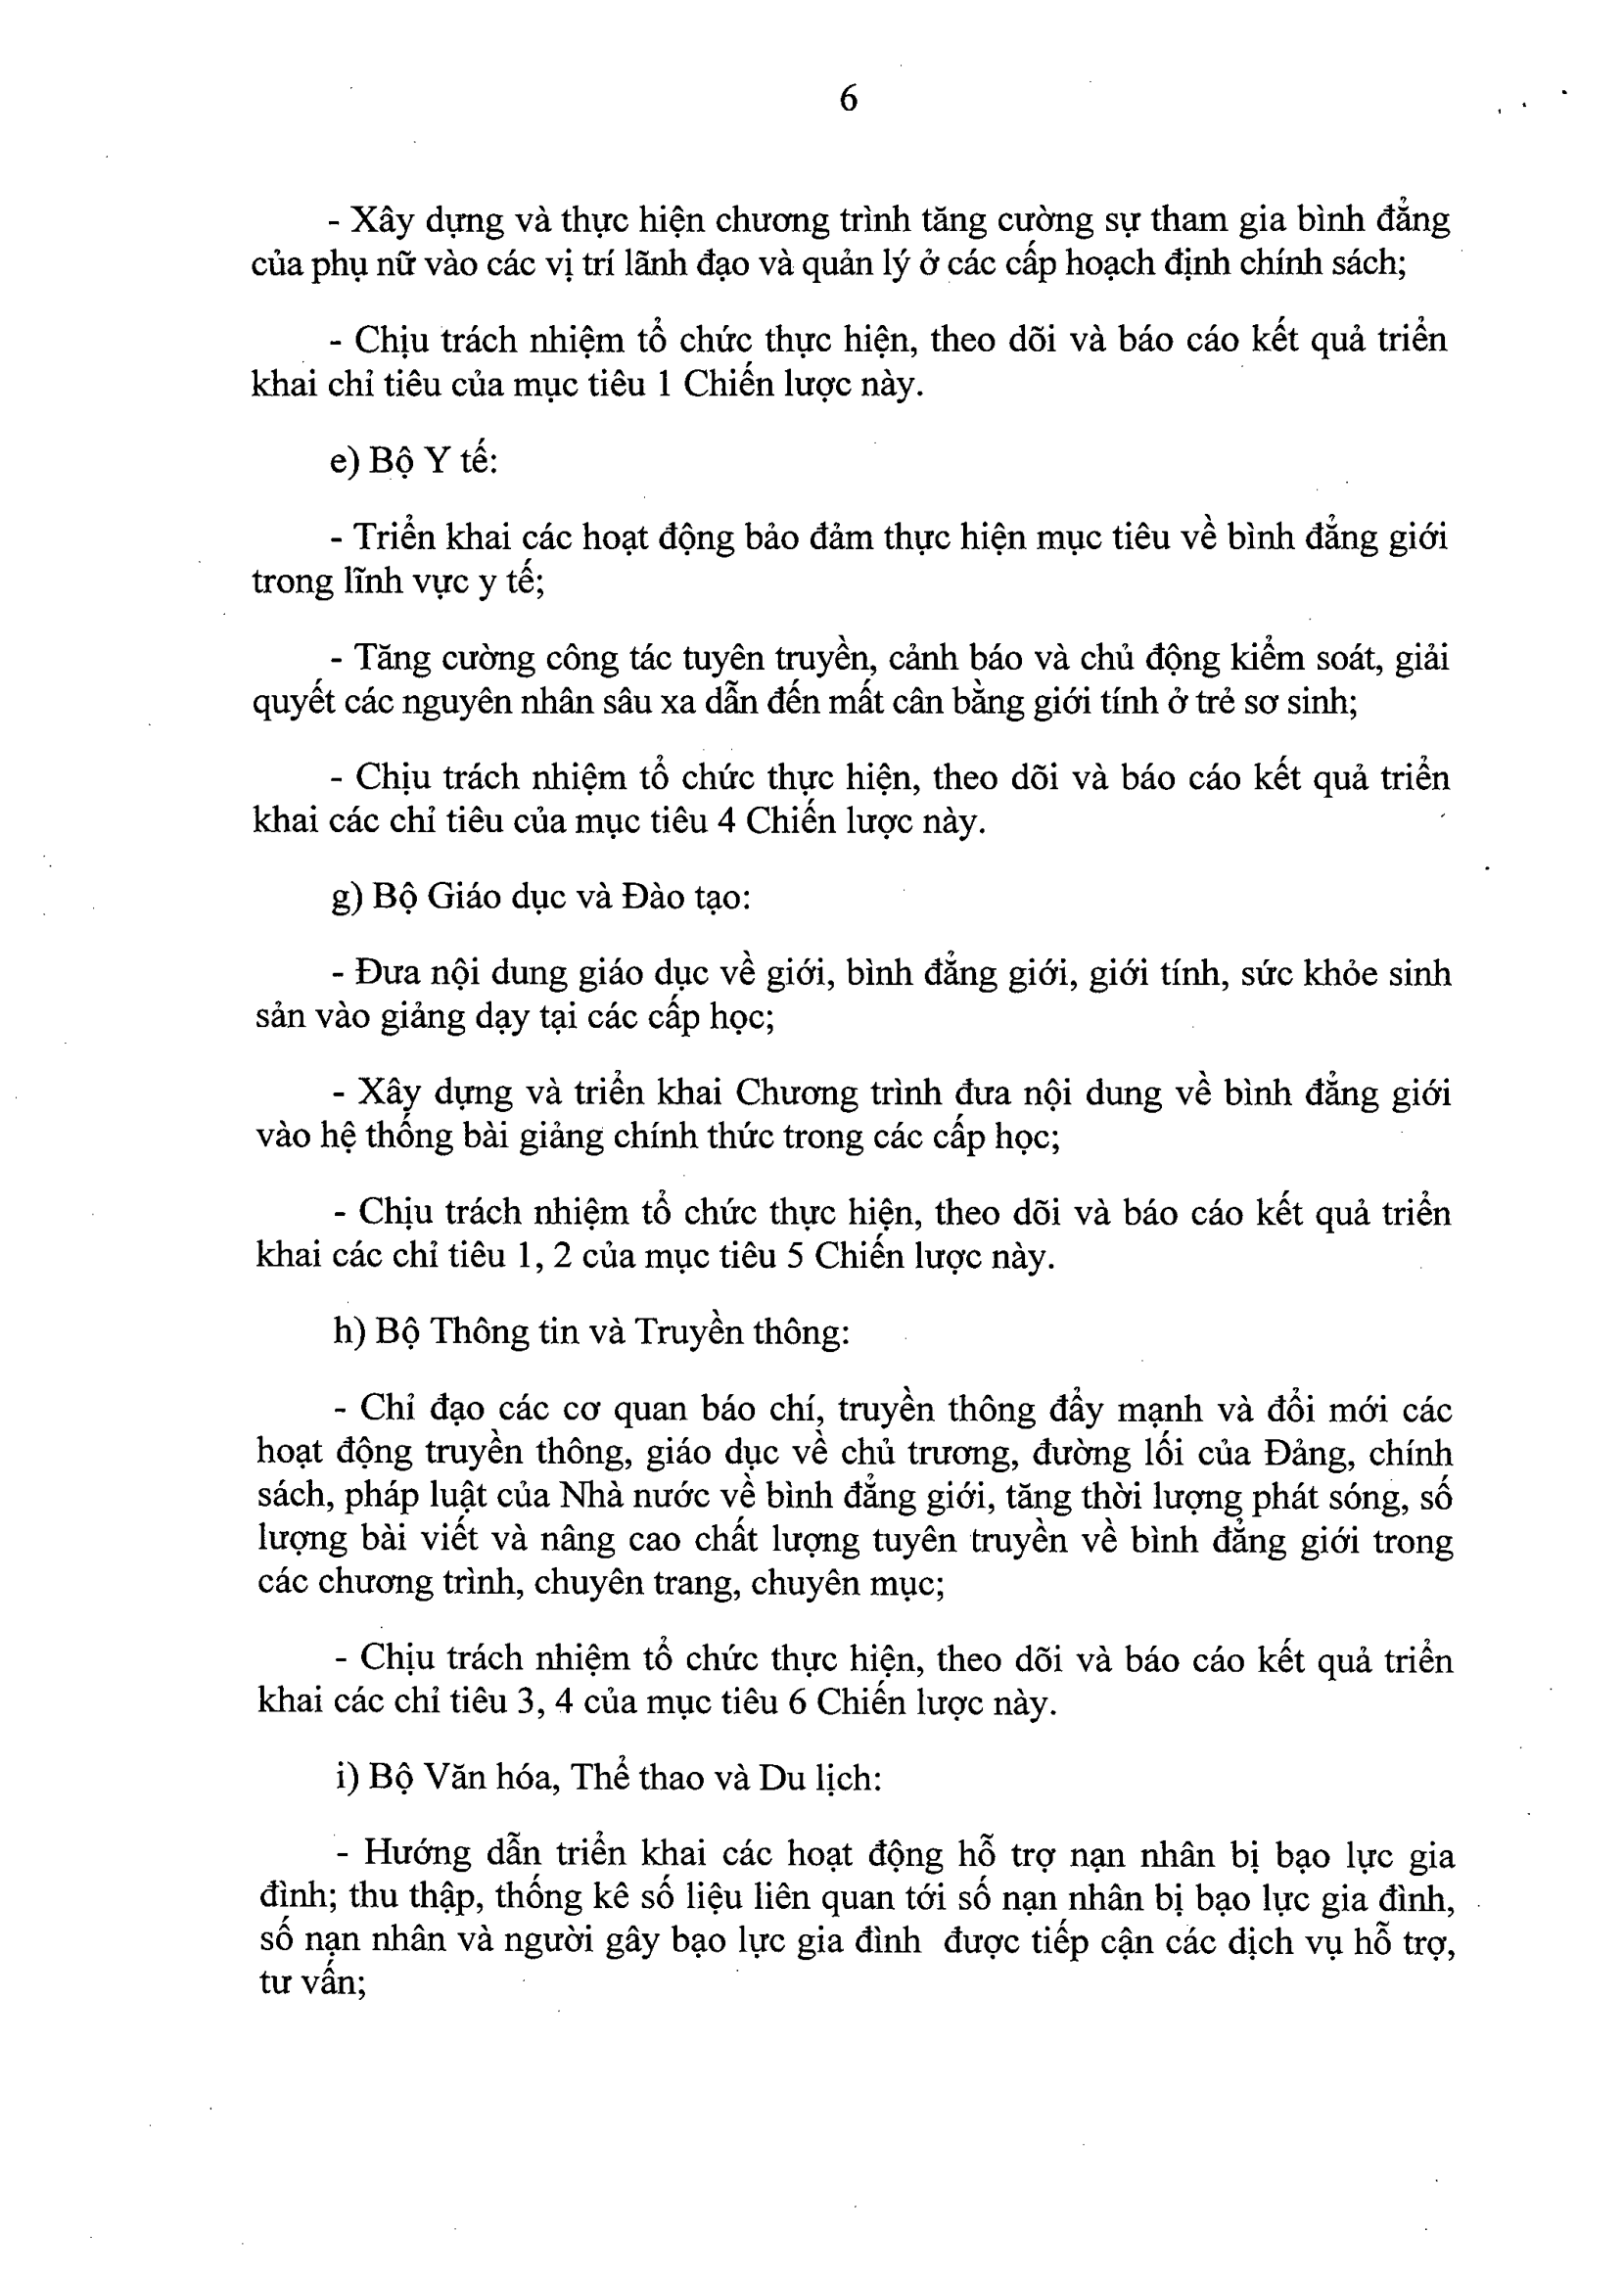 6
- Xây dựng và thực hiện chương trình tăng cường sự tham gia bình đẳng
của phụ nữ vào các vị trí lãnh đạo và quản lý ở các cấp hoạch định chính sách;
- Chịu trách nhiệm tổ chức thực hiện, theo dõi và báo cáo kết quả triển
khai chỉ tiêu của mục tiêu 1 Chiến lược này.
e) Bộ Y tế:
- Triển khai các hoạt động bảo đảm thực hiện mục tiêu về bình đẳng giới
trong lĩnh vực y tế;
- Tăng cường công tác tuyên truyền, cảnh báo và chủ động kiểm soát, giải
quyết các nguyên nhân sâu xa dẫn đến mất cân bằng giới tính ở trẻ sơ sinh;
- Chịu trách nhiệm tổ chức thực hiện, theo dõi và báo cáo kết quả triển
khai các chỉ tiêu của mục tiêu 4 Chiến lược này.
g) Bộ Giáo dục và Đào tạo:
- Đưa nội dung giáo dục về giới, bình đẳng giới, giới tính, sức khỏe sinh
sản vào giảng dạy tại các cấp học;
- Xây dựng và triển khai Chương trình đưa nội dung về bình đẳng giới
vào hệ thống bài giảng chính thức trong các cấp học;
- Chịu trách nhiệm tổ chức thực hiện, theo dõi và báo cáo kết quả triển
khai các chỉ tiêu 1, 2 của mục tiêu 5 Chiến lược này.
h) Bộ Thông tin và Truyền thông:
- Chỉ đạo các cơ quan báo chí, truyền thông đẩy mạnh và đổi mới các
hoạt động truyền thông, giáo dục về chủ trương, đường lối của Đảng, chính
sách, pháp luật của Nhà nước về bình đẳng giới, tăng thời lượng phát sóng, số
lượng bài viết và nâng cao chất lượng tuyên truyền về bình đẳng giới trong
các chương trình, chuyên trang, chuyên mục;
- Chịu trách nhiệm tổ chức thực hiện, theo dõi và báo cáo kết quả triển
khai các chỉ tiêu 3, 4 của mục tiêu 6 Chiến lược này.
i) Bộ Văn hóa, Thể thao và Du lịch:
- Hướng dẫn triển khai các hoạt động hỗ trợ nạn nhân bị bạo lực gia
đình; thu thập, thống kê số liệu liên quan tới số nạn nhân bị bạo lực gia đình,
số nạn nhân và người gây bạo lực gia đình được tiếp cận các dịch vụ hỗ trợ,
tư vấn;